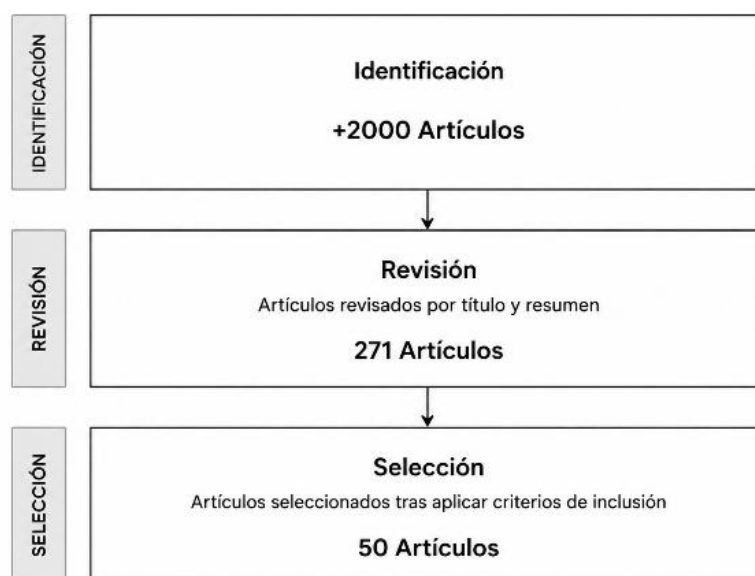 IDENTIFICACIÓN
Identificación
+2000 Artículos
REVISIÓN
Revisión
Artículos revisados por título y resumen
271 Artículos
SELECCIÓN
Selección
Artículos seleccionados tras aplicar criterios de inclusión
50 Artículos